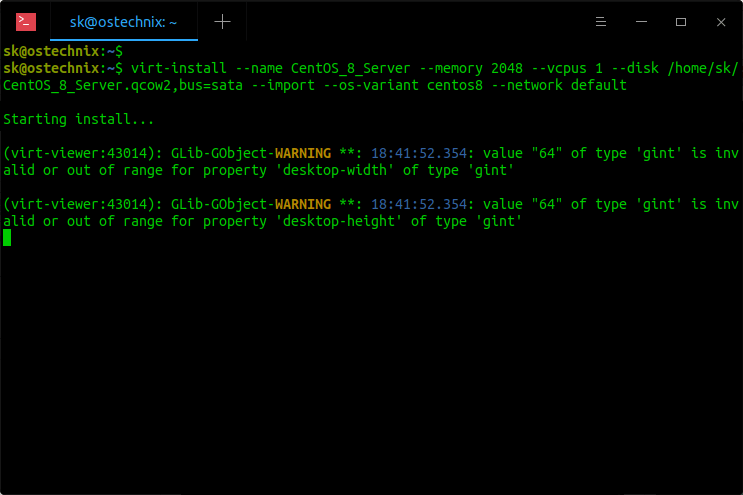 sk@ostechnix: ~
sk@ostechnix:~$
sk@ostechnix:~$ virt-install --name CentOS_8_Server --memory 2048 --vcpus 1 --disk /home/sk/
CentOS_8_Server.qcow2,bus=sata --import --os-variant centos8 --network default
Starting install...
(virt-viewer:43014): GLib-GObject-WARNING **: 18:41:52.354: value "64" of type 'gint' is inv
alid or out of range for property 'desktop-width' of type 'gint'
(virt-viewer:43014): GLib-GObject-WARNING **: 18:41:52.354: value "64" of type 'gint' is inv
alid or out of range for property 'desktop-height' of type 'gint'